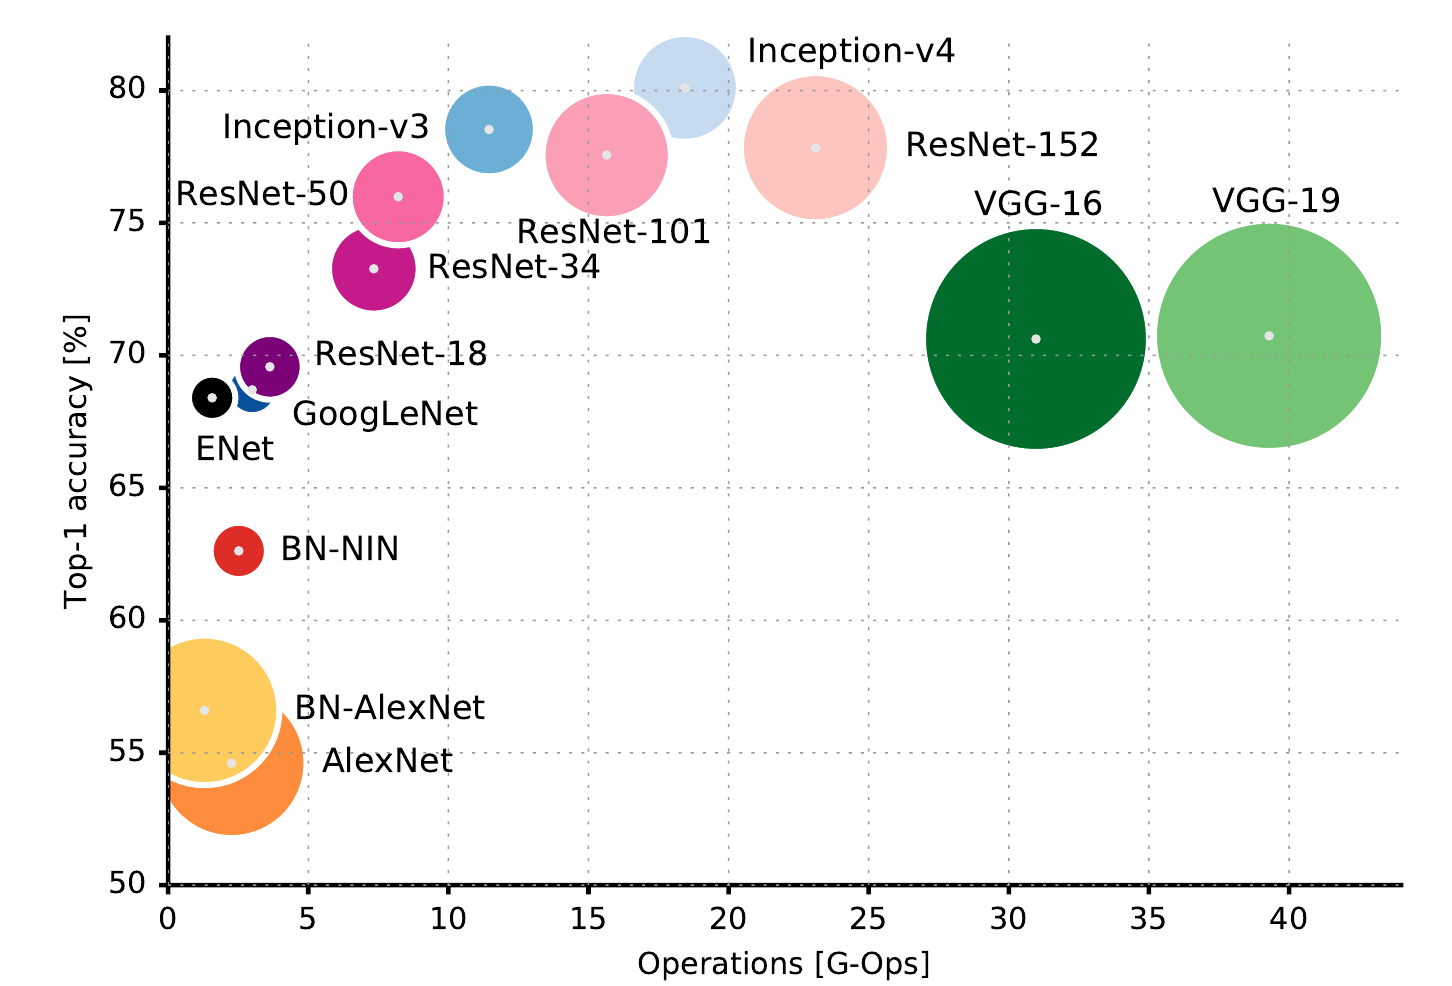 Inception-v4
80
Inception-v3
ResNet-152
ResNet-50
VGG-16
VGG-19
75
ResNet-101
ResNet-34
70
ResNet-18
GoogLeNet
ENet
Top-1 accuracy [%]
65
BN-NIN
60
BN-AlexNet
55
AlexNet
50
0 5 10 15 20 25 30 35 40
Operations [G-Ops]